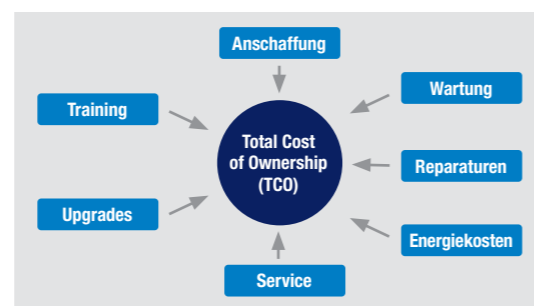 Anschaffung
Training
Wartung
Total Cost
of Ownership
(TCO)
Reparaturen
Upgrades
Energiekosten
Service